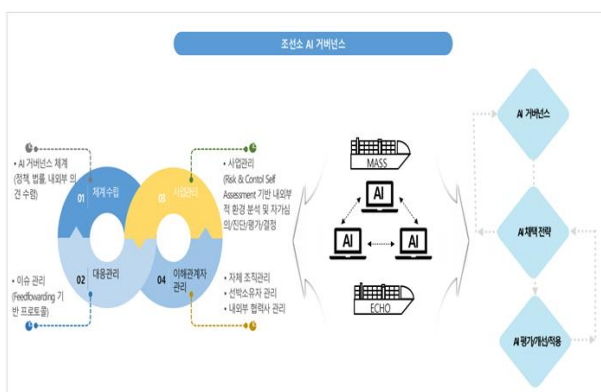 조선소 AI 거버넌스
• AI 거버넌스 체계
(정책, 법률, 내외부 의
견 수렴)
01
체계수립
03
사업관리
• 사업관리
(Risk & Contol Self
Assessment 기반 내외부
적 환경 분석 및 자가심
의/진단/평가/결정
• 이슈 관리
(Feedfowarding 기
반 프로토콜)
02
대응관리
04
이해관계자
관리
• 자체 조직관리
• 선박소유자 관리
• 내외부 협력사 관리
MASS
AI
AI
AI
ECHO
AI 거버넌스
AI 채택 전략
AI 평가/개선/적용